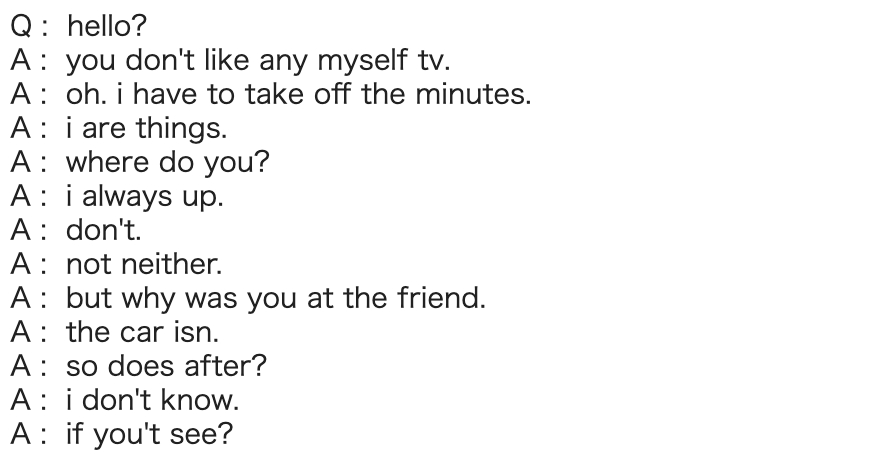 Q： hello?
A： you don't like any myself tv.
A： oh. i have to take off the minutes.
A： i are things.
A： where do you?
A： i always up.
A： don't.
A： not neither.
A： but why was you at the friend.
A： the car isn.
A： so does after?
A： i don't know.
A： if you't see?